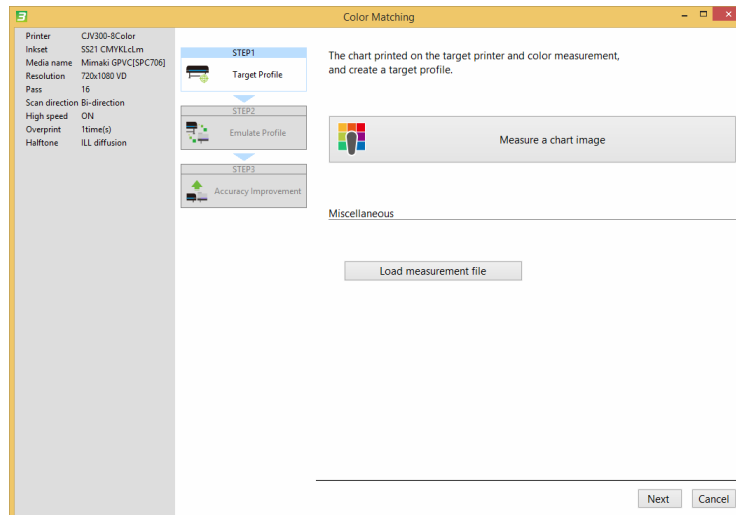 Color Matching
Printer CJV300-8Color
Inkset SS21 CMYKLcLm
Media name Mimaki GPVC[SPC706]
Resolution 720x1080 VD
Pass 16
Scan direction Bi-direction
High speed ON
Overprint 1time(s)
Halftone ILL diffusion
STEP1
Target Profile
STEP2
Emulate Profile
STEP3
Accuracy Improvement
The chart printed on the target printer and color measurement,
and create a target profile.
Measure a chart image
Miscellaneous
Load measurement file
Next Cancel